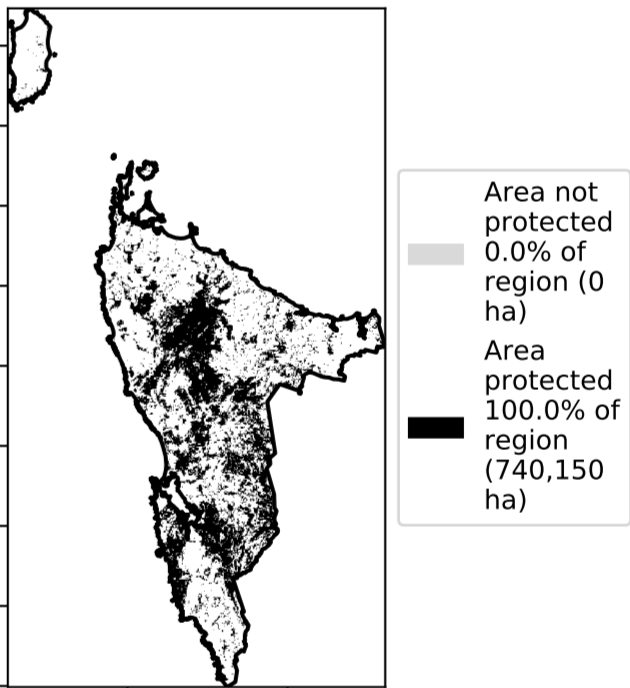 Area not
protected
0.0% of
region (0
ha)
Area
protected
100.0% of
region
(740,150
ha)